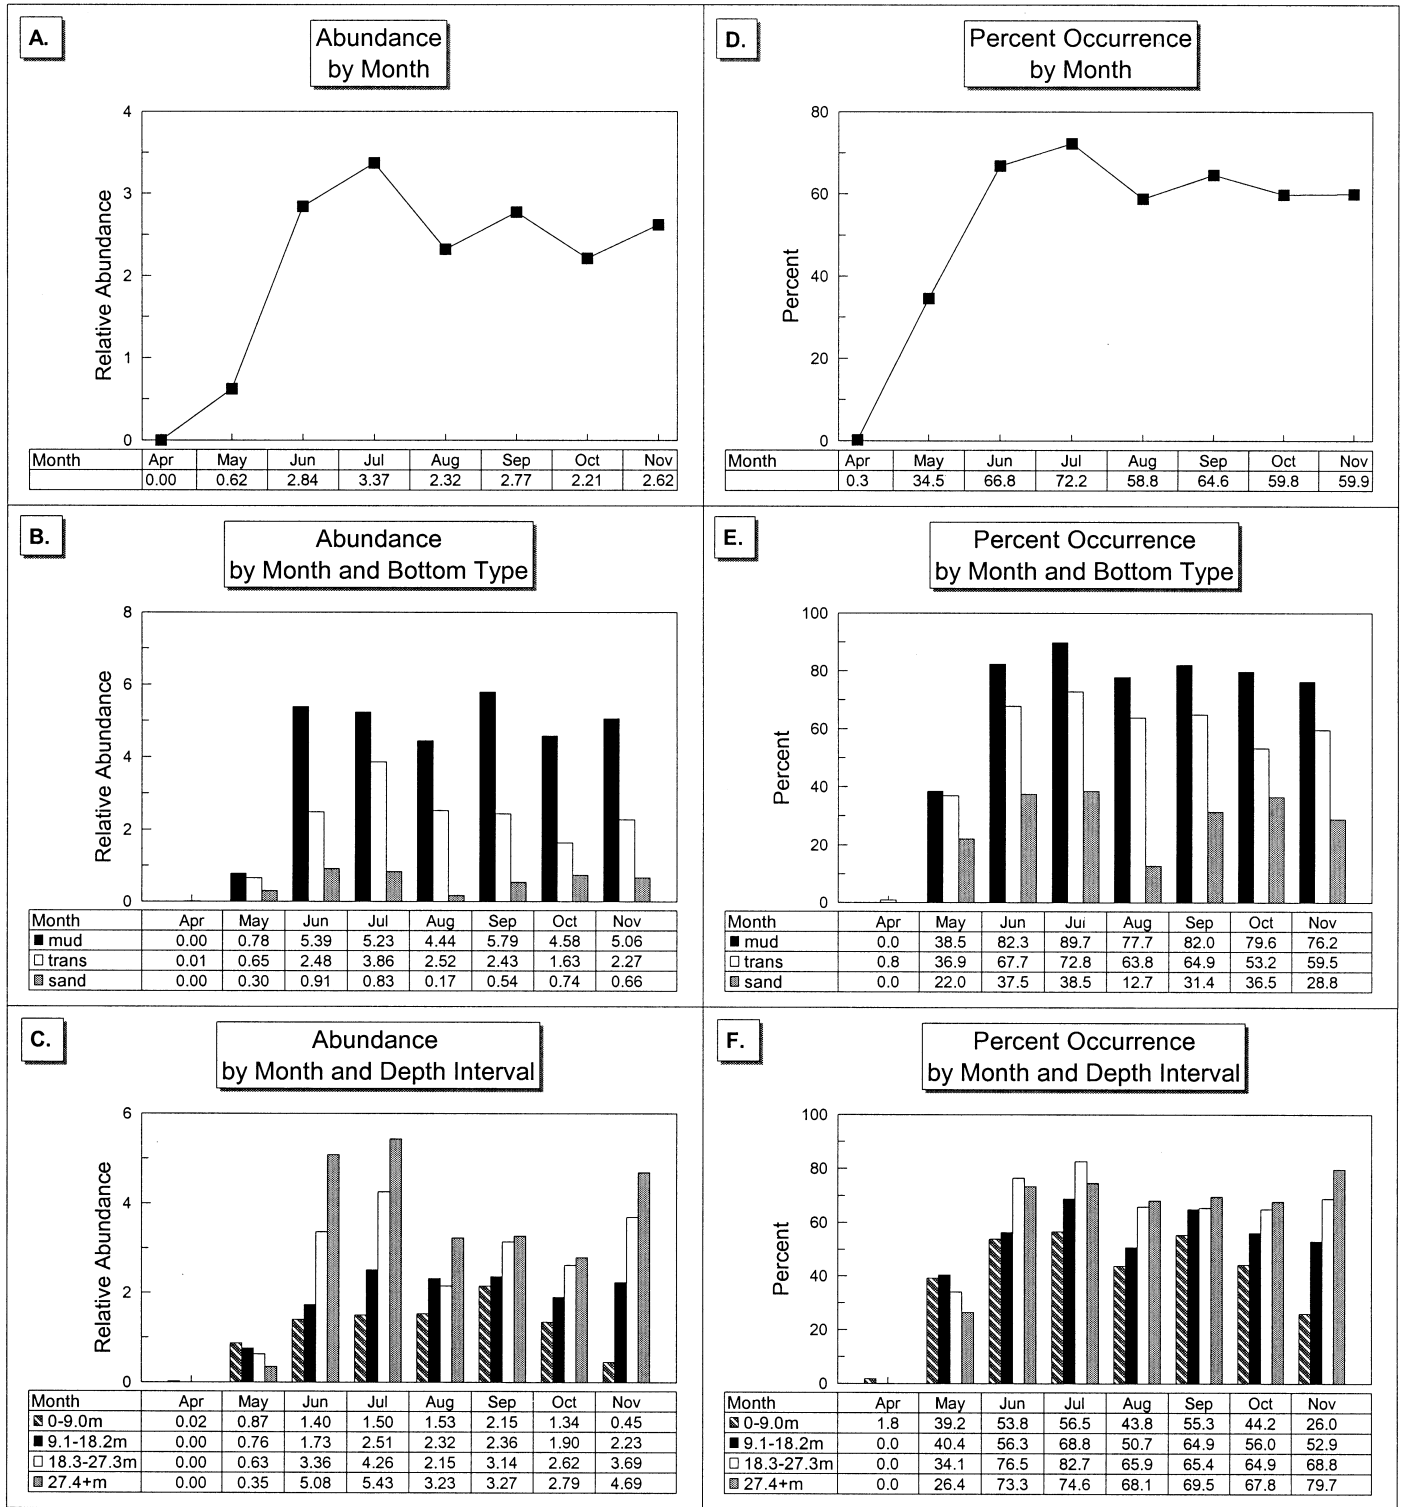 A.
Abundance
by Month
Relative Abundance
4
3
2
1
0
Month Apr May Jun Jul Aug Sep Oct Nov
0.00 0.62 2.84 3.37 2.32 2.77 2.21 2.62
D.
Percent Occurrence
by Month
Percent
80
60
40
20
0
Month Apr May Jun Jul Aug Sep Oct Nov
0.3 34.5 66.8 72.2 58.8 64.6 59.8 59.9
B.
Abundance
by Month and Bottom Type
Relative Abundance
8
6
4
2
0
Month Apr May Jun Jul Aug Sep Oct Nov
mud 0.00 0.78 5.39 5.23 4.44 5.79 4.58 5.06
trans 0.01 0.65 2.48 3.86 2.52 2.43 1.63 2.27
sand 0.00 0.30 0.91 0.83 0.17 0.54 0.74 0.66
E.
Percent Occurrence
by Month and Bottom Type
Percent
100
80
60
40
20
0
Month Apr May Jun Jul Aug Sep Oct Nov
mud 0.0 38.5 82.3 89.7 77.7 82.0 79.6 76.2
trans 0.8 36.9 67.7 72.8 63.8 64.9 53.2 59.5
sand 0.0 22.0 37.5 38.5 12.7 31.4 36.5 28.8
C.
Abundance
by Month and Depth Interval
Relative Abundance
6
4
2
0
Month Apr May Jun Jul Aug Sep Oct Nov
0-9.0m 0.02 0.87 1.40 1.50 1.53 2.15 1.34 0.45
9.1-18.2m 0.00 0.76 1.73 2.51 2.32 2.36 1.90 2.23
18.3-27.3m 0.00 0.63 3.36 4.26 2.15 3.14 2.62 3.69
27.4+m 0.00 0.35 5.08 5.43 3.23 3.27 2.79 4.69
F.
Percent Occurrence
by Month and Depth Interval
Percent
100
80
60
40
20
0
Month Apr May Jun Jul Aug Sep Oct Nov
0-9.0m 1.8 39.2 53.8 56.5 43.8 55.3 44.2 26.0
9.1-18.2m 0.0 40.4 56.3 68.8 50.7 64.9 56.0 52.9
18.3-27.3m 0.0 34.1 76.5 82.7 65.9 65.4 64.9 68.8
27.4+m 0.0 26.4 73.3 74.6 68.1 69.5 67.8 79.7